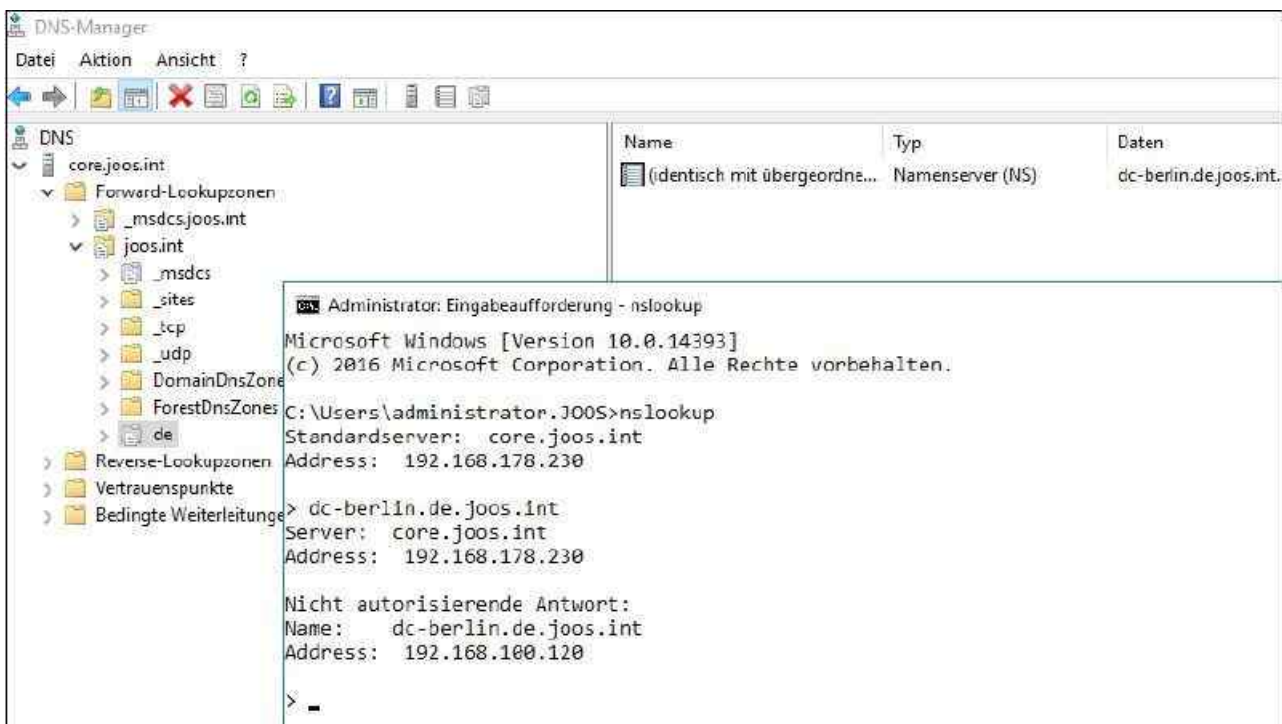 DNS-Manager
Datei Aktion Ansicht ?
DNS
core.joos.int
Forward-Lookupzonen
_msdcs.joos.int
joos.int
_msdcs
_sites
_tcp
_udp
DomainDnsZone
ForestDnsZones
de
Reverse-Lookupzonen
Vertrauenspunkte
Bedingte Weiterleitunge
Name Typ Daten
(identisch mit übergeordne... Namenserver (NS) dc-berlin.de.joos.int.
Administrator: Eingabeaufforderung - nslookup
Microsoft Windows [Version 10.0.14393]
(c) 2016 Microsoft Corporation. Alle Rechte vorbehalten.
C:\Users\administrator.JOOS>nslookup
Standardserver: core.joos.int
Address: 192.168.178.230
> dc-berlin.de.joos.int
Server: core.joos.int
Address: 192.168.178.230
Nicht autorisierende Antwort:
Name: dc-berlin.de.joos.int
Address: 192.168.100.120
> _